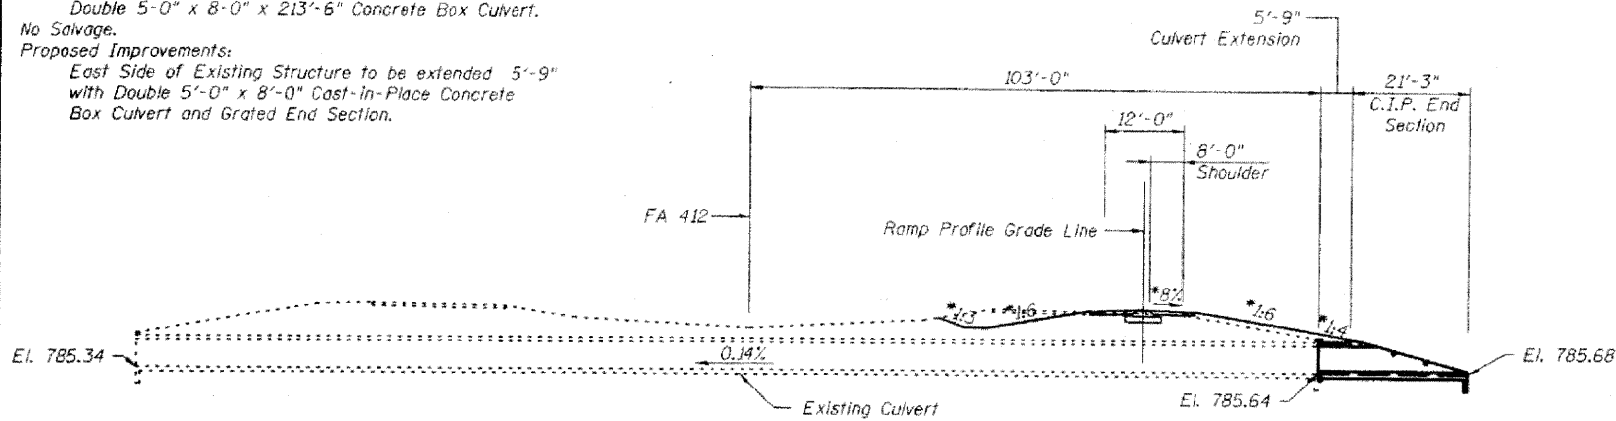 Double 5-0" x 8-0" x 213'-6" Concrete Box Culvert.
No Salvage.
Proposed Improvements:
East Side of Existing Structure to be extended 5'-9"
with Double 5'-0" x 8'-0" Cast-in-Place Concrete
Box Culvert and Grated End Section.
5'-9"
Culvert Extension
103'-0"
21'-3"
C.I.P. End
Section
12'-0"
8'-0"
Shoulder
FA 412
Ramp Profile Grade Line
*1:3
*1:6
*8%
*1:6
*1:4
El. 785.34
0.14%
El. 785.68
El. 785.64
Existing Culvert